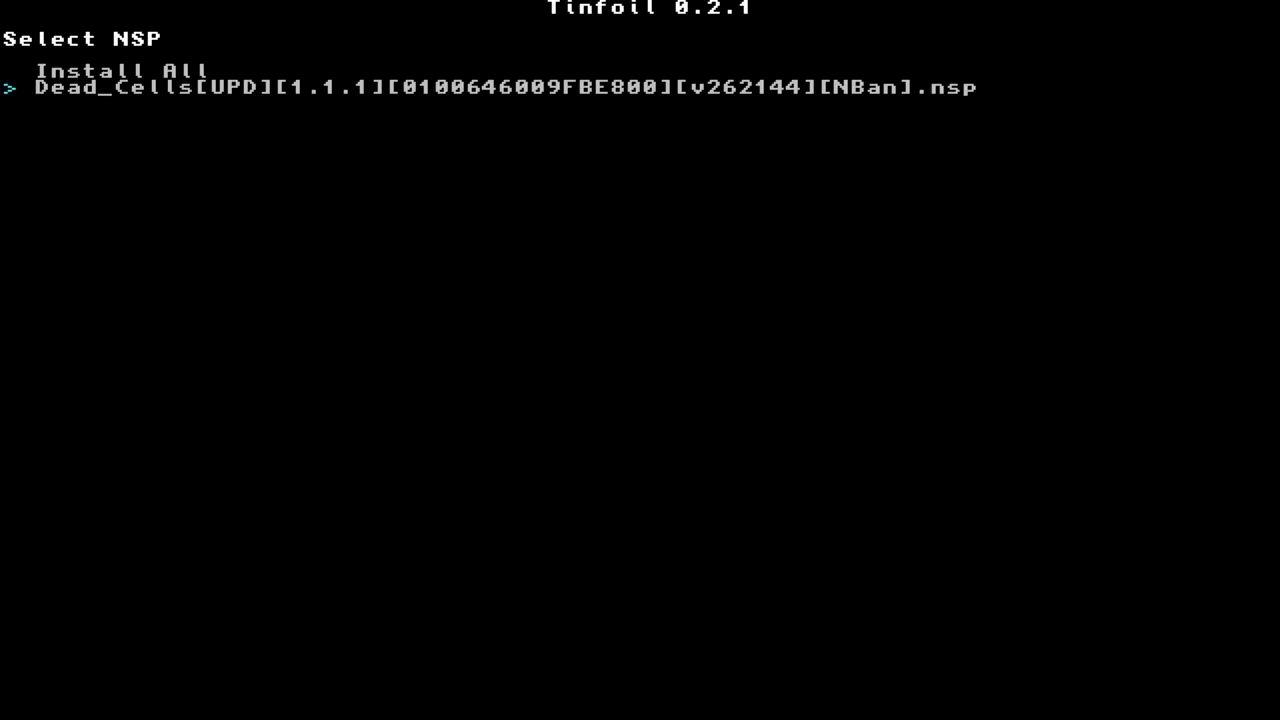 Tinfoil 0.2.1
Select NSP
Install All
> Dead_Cells[UPD][1.1.1][0100646009FBE800][v262144][NBan].nsp